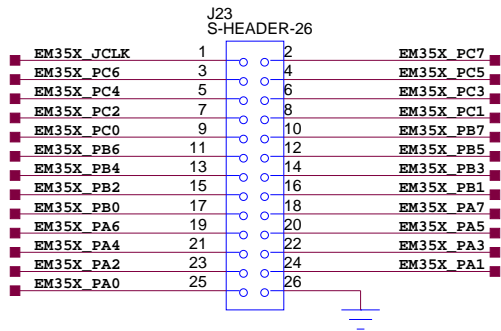 J23
S-HEADER-26
EM35X_JCLK 1 2 EM35X_PC7
EM35X_PC6 3 4 EM35X_PC5
EM35X_PC4 5 6 EM35X_PC3
EM35X_PC2 7 8 EM35X_PC1
EM35X_PC0 9 10 EM35X_PB7
EM35X_PB6 11 12 EM35X_PB5
EM35X_PB4 13 14 EM35X_PB3
EM35X_PB2 15 16 EM35X_PB1
EM35X_PB0 17 18 EM35X_PA7
EM35X_PA6 19 20 EM35X_PA5
EM35X_PA4 21 22 EM35X_PA3
EM35X_PA2 23 24 EM35X_PA1
EM35X_PA0 25 26